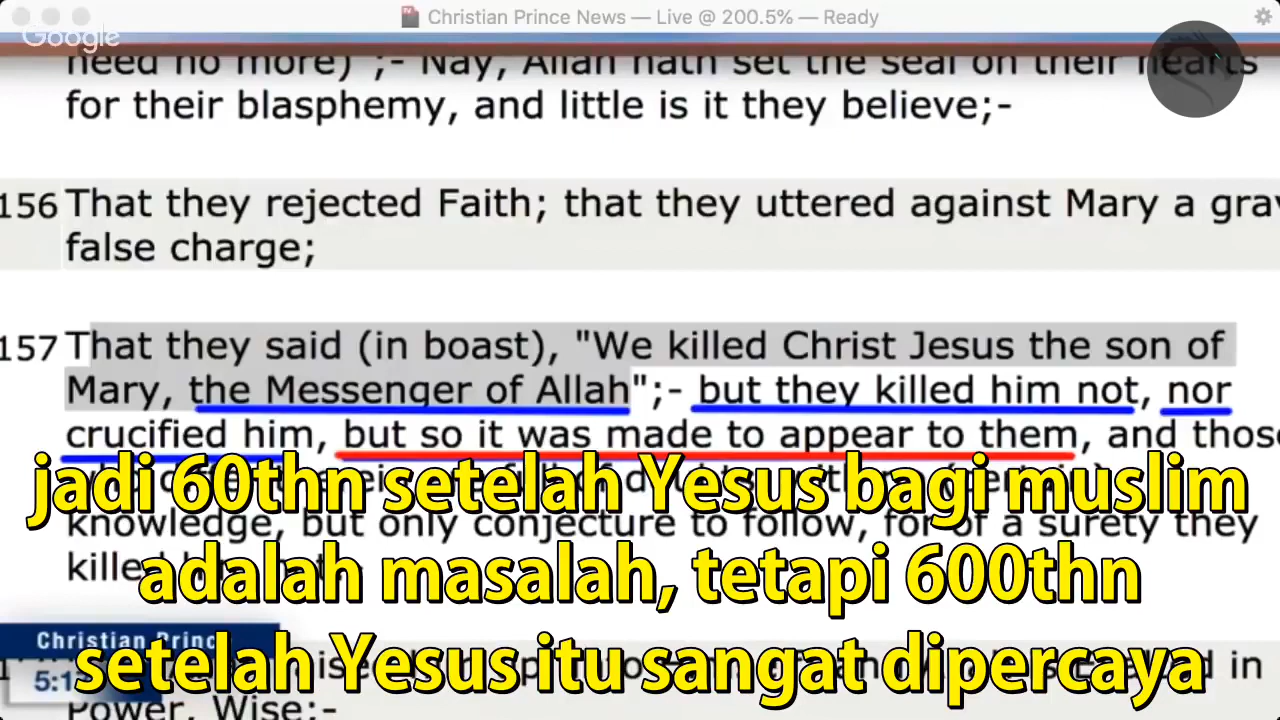 Christian Prince News — Live @ 200.5% — Ready
Google
need no more)";- Nay, Allah hath set the seal on their hearts
for their blasphemy, and little is it they believe;-
156 That they rejected Faith; that they uttered against Mary a
false charge;
157 That they said (in boast), "We killed Christ Jesus the son of
Mary, the Messenger of Allah";- but they killed him not, nor
crucified him, but so it was made to appear to them, and
jadi 60thn setelah Yesus bagi muslim
knowledge, but only conjecture to follow, for of a surety they
adalah masalah, tetapi 600thn
Christian
setelah Yesus itu sangat dipercaya
in
Power, Wise;-